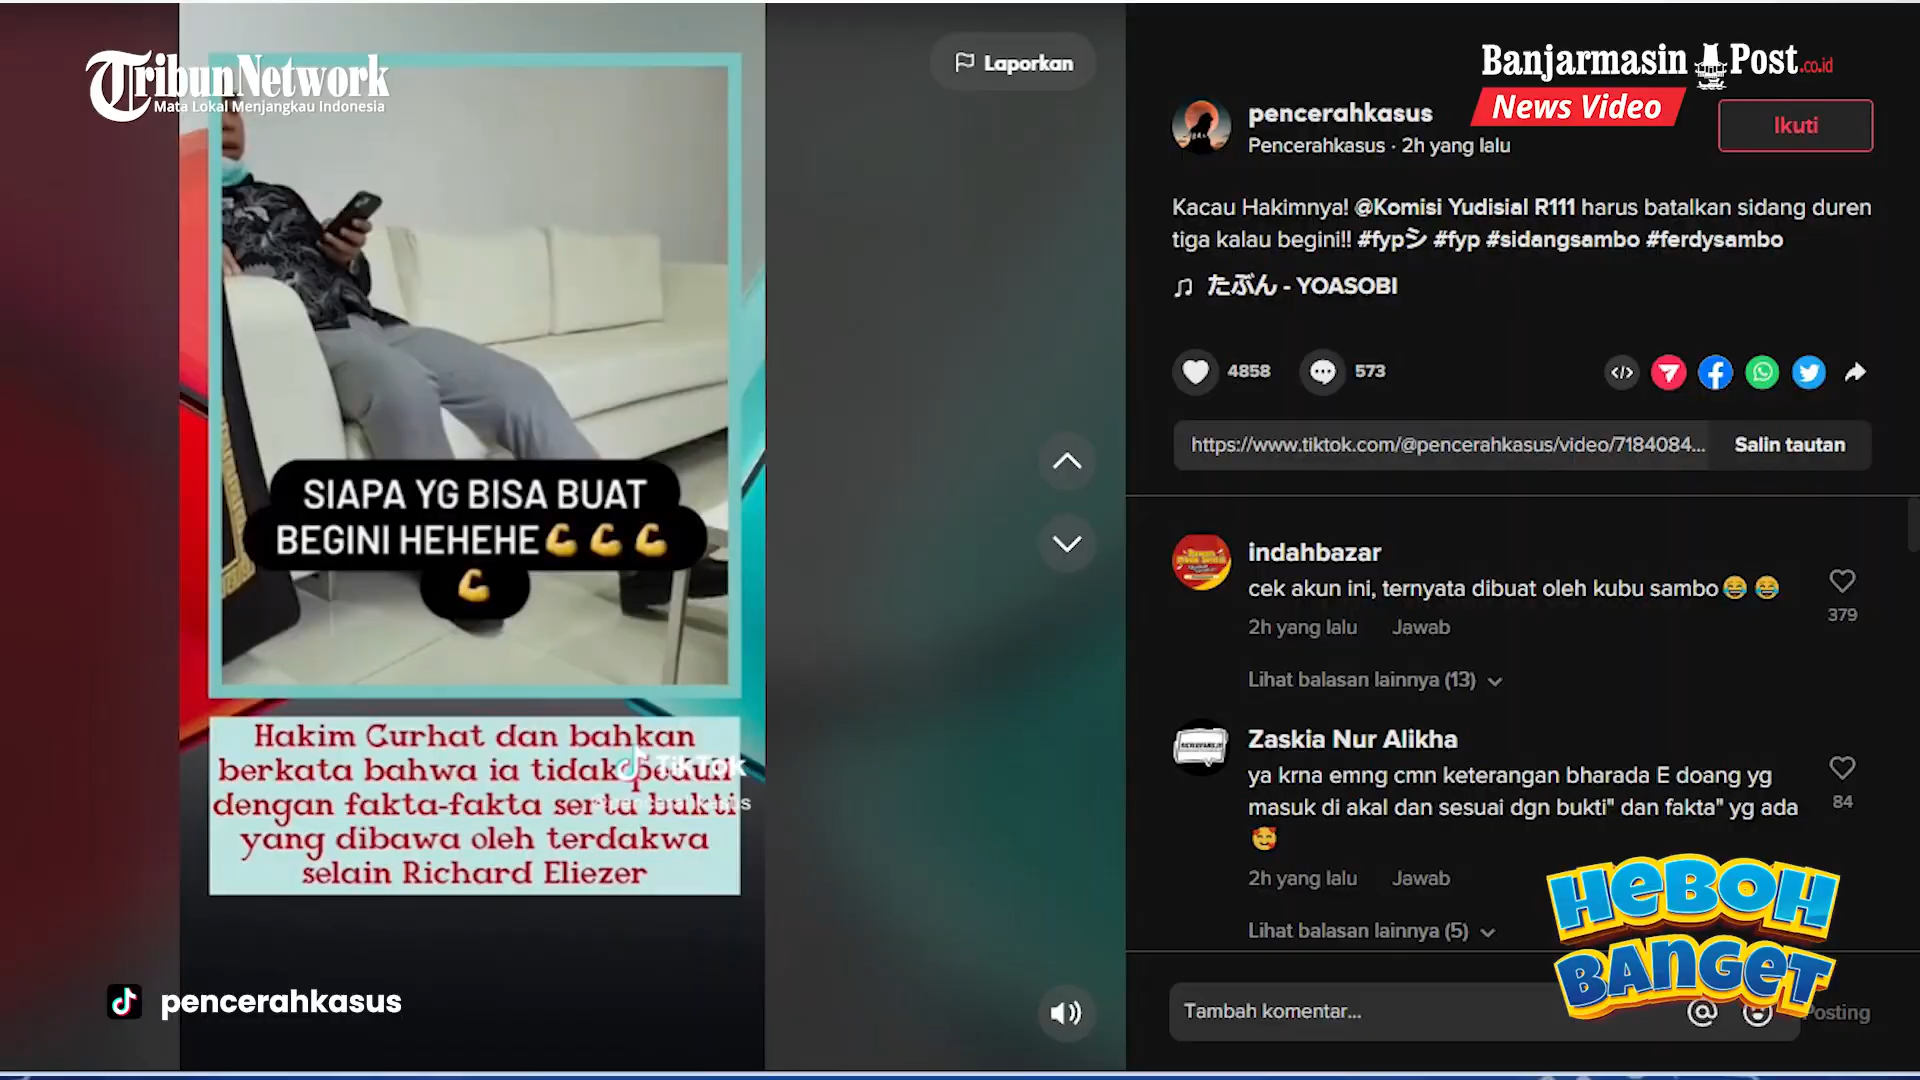 TribunNetwork
Mata Lokal Menjangkau Indonesia
SIAPA YG BISA BUAT
BEGINI HEHEHE💪💪💪
💪
Hakim Curhat dan bahkan
berkata bahwa ia tidak peduli
dengan fakta-fakta serta bukti
yang dibawa oleh terdakwa
selain Richard Eliezer
TikTok
@pencerahkasus
pencerahkasus
Laporkan
Banjarmasin Post.co.id
News Video
pencerahkasus
Pencerahkasus · 2h yang lalu
Ikuti
Kacau Hakimnya! @Komisi Yudisial R111 harus batalkan sidang duren
tiga kalau begini!! #fypシ #fyp #sidangsambo #ferdysambo
♫ たぶん - YOASOBI
4858
573
https://www.tiktok.com/@pencerahkasus/video/7184084...
Salin tautan
indahbazar
cek akun ini, ternyata dibuat oleh kubu sambo😂😂
379
2h yang lalu Jawab
Lihat balasan lainnya (13)
Zaskia Nur Alikha
ya krna emng cmn keterangan bharada E doang yg
masuk di akal dan sesuai dgn bukti" dan fakta" yg ada
🥰
84
2h yang lalu Jawab
Lihat balasan lainnya (5)
HEBOH
BANGET
Tambah komentar...
Posting